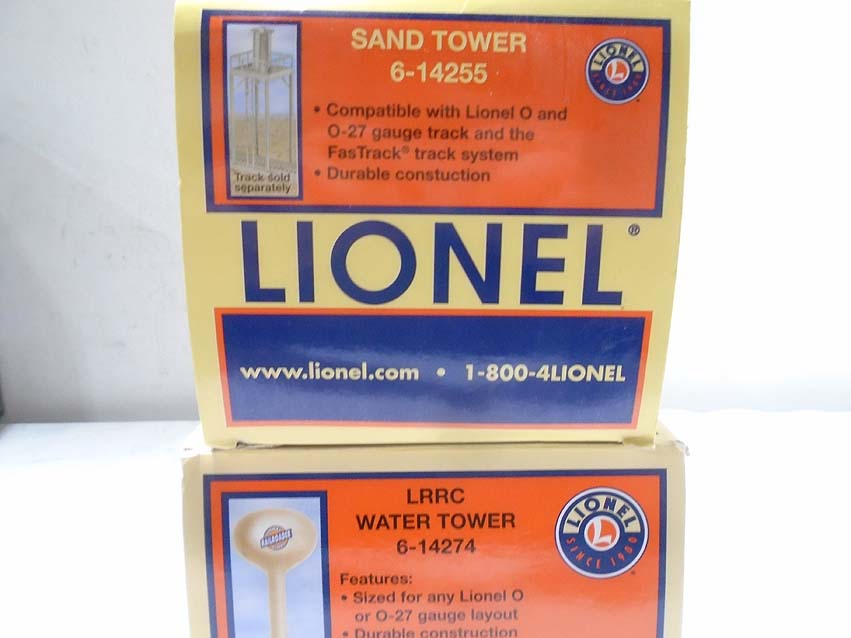 SAND TOWER
6-14255
• Compatible with Lionel O and
O-27 gauge track and the
FasTrack® track system
• Durable constuction
Track sold
separately
LIONEL
L
SINCE 1900
LIONEL®
www.lionel.com • 1-800-4LIONEL
LRRC
WATER TOWER
6-14274
Features:
• Sized for any Lionel O
or O-27 gauge layout
• Durable construction
RAILROADER
LIONEL
L
SINCE 1900